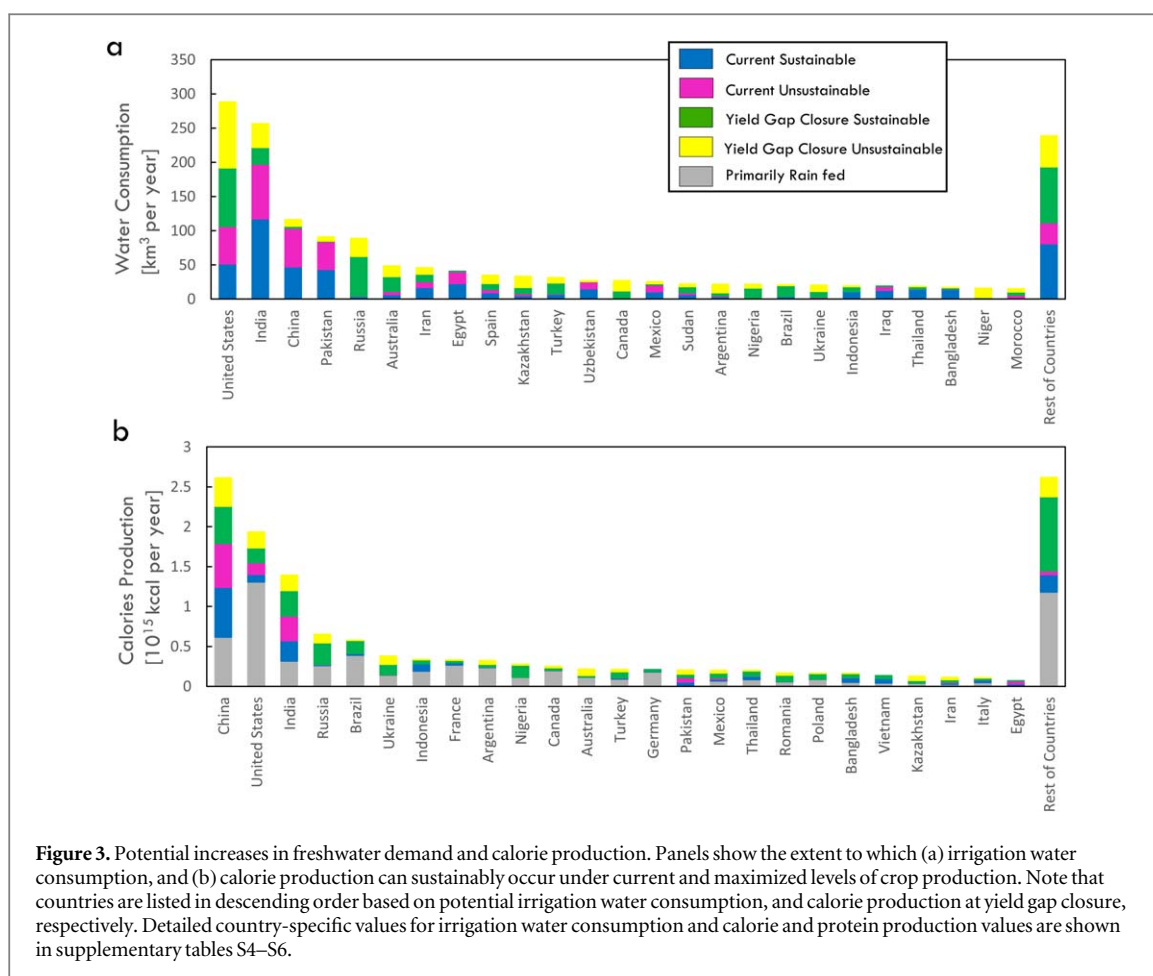 a
350
300
250
200
150
100
50
0
Water Consumption
[km³ per year]
Current Sustainable
Current Unsustainable
Yield Gap Closure Sustainable
Yield Gap Closure Unsustainable
Primarily Rain fed
United States
India
China
Pakistan
Russia
Australia
Iran
Egypt
Spain
Kazakhstan
Turkey
Uzbekistan
Canada
Mexico
Sudan
Argentina
Nigeria
Brazil
Ukraine
Indonesia
Iraq
Thailand
Bangladesh
Niger
Morocco
Rest of Countries
b
3
2.5
2
1.5
1
0.5
0
Calories Production
[10¹⁵ kcal per year]
China
United States
India
Russia
Brazil
Ukraine
Indonesia
France
Argentina
Nigeria
Canada
Australia
Turkey
Germany
Pakistan
Mexico
Thailand
Romania
Poland
Bangladesh
Vietnam
Kazakhstan
Iran
Italy
Egypt
Rest of Countries
Figure 3. Potential increases in freshwater demand and calorie production. Panels show the extent to which (a) irrigation water
consumption, and (b) calorie production can sustainably occur under current and maximized levels of crop production. Note that
countries are listed in descending order based on potential irrigation water consumption, and calorie production at yield gap closure,
respectively. Detailed country-specific values for irrigation water consumption and calorie and protein production values are shown
in supplementary tables S4–S6.